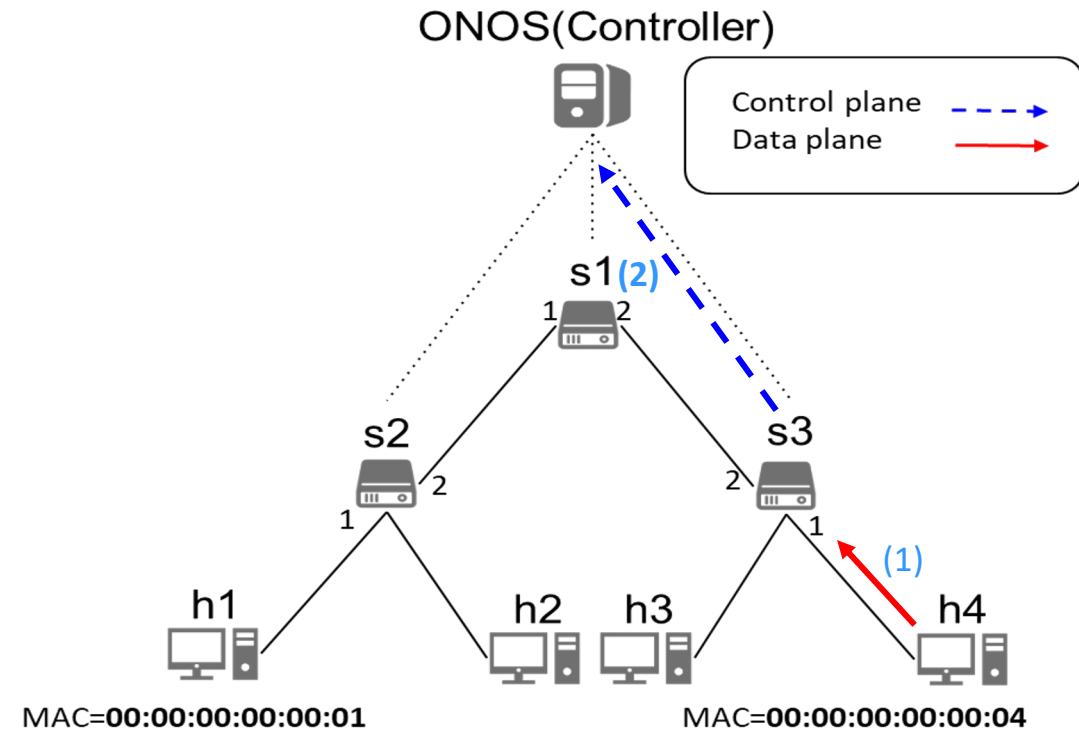 ONOS(Controller)
Control plane
Data plane
s1 (2)
1 2
s2
s3
2
2
1
1
(1)
h1
h2
h3
h4
MAC=00:00:00:00:00:01
MAC=00:00:00:00:00:04